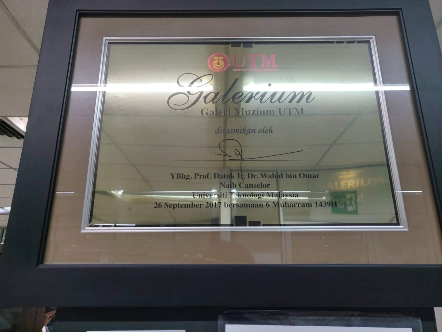 UTM
Galerium
Galeri Muzium UTM
dirasmikan oleh
YBhg. Prof. Datuk Ir. Dr. Wahid bin Omar
Naib Canselor
Universiti Teknologi Malaysia
26 September 2017 bersamaan 6 Muharram 1439H
GALERIUM